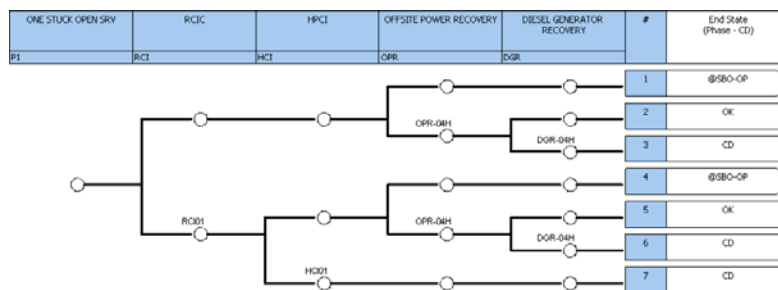 ONE STUCK OPEN SRV
RCIC
HPCI
OFFSITE POWER RECOVERY
DIESEL GENERATOR
RECOVERY
#
End State
(Phase - CD)
P1
RCI
HCI
OPR
DGR
1
@SBO-OP
OPR-04H
2
OK
DGR-04H
3
CD
4
@SBO-OP
RCI01
OPR-04H
5
OK
DGR-04H
6
CD
HCI01
7
CD